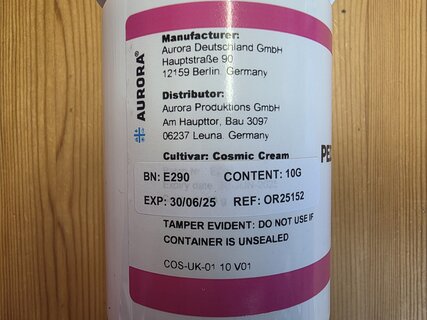 AURORA®
Manufacturer:
Aurora Deutschland GmbH
Hauptstraße 90
12159 Berlin. Germany
Distributor:
Aurora Produktions GmbH
Am Haupttor, Bau 3097
06237 Leuna. Germany
Cultivar: Cosmic Cream
BN: E290 CONTENT: 10G
Expiry date
EXP: 30/06/25 REF: OR25152
TAMPER EVIDENT: DO NOT USE IF
CONTAINER IS UNSEALED
COS-UK-01 10 V01